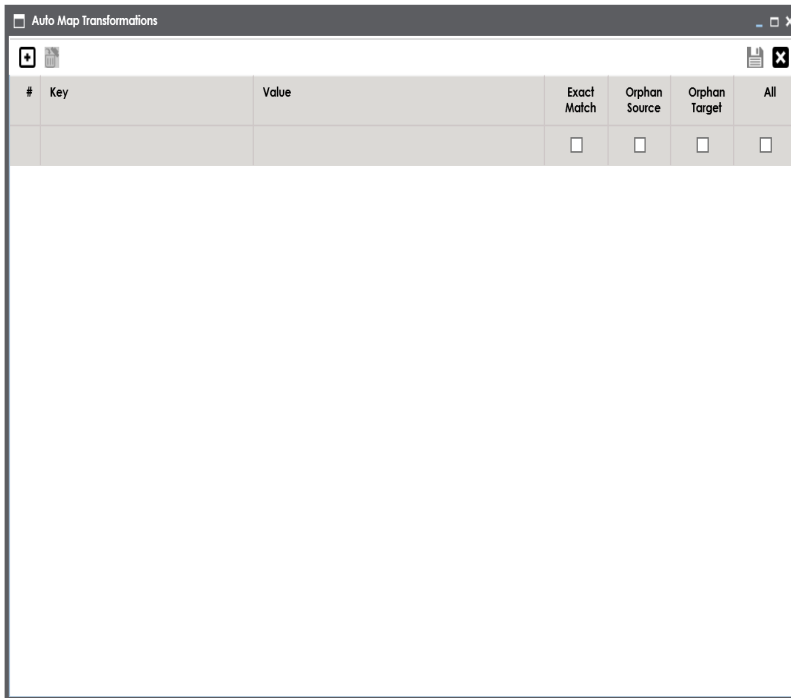 Auto Map Transformations
# Key Value Exact Match Orphan Source Orphan Target All